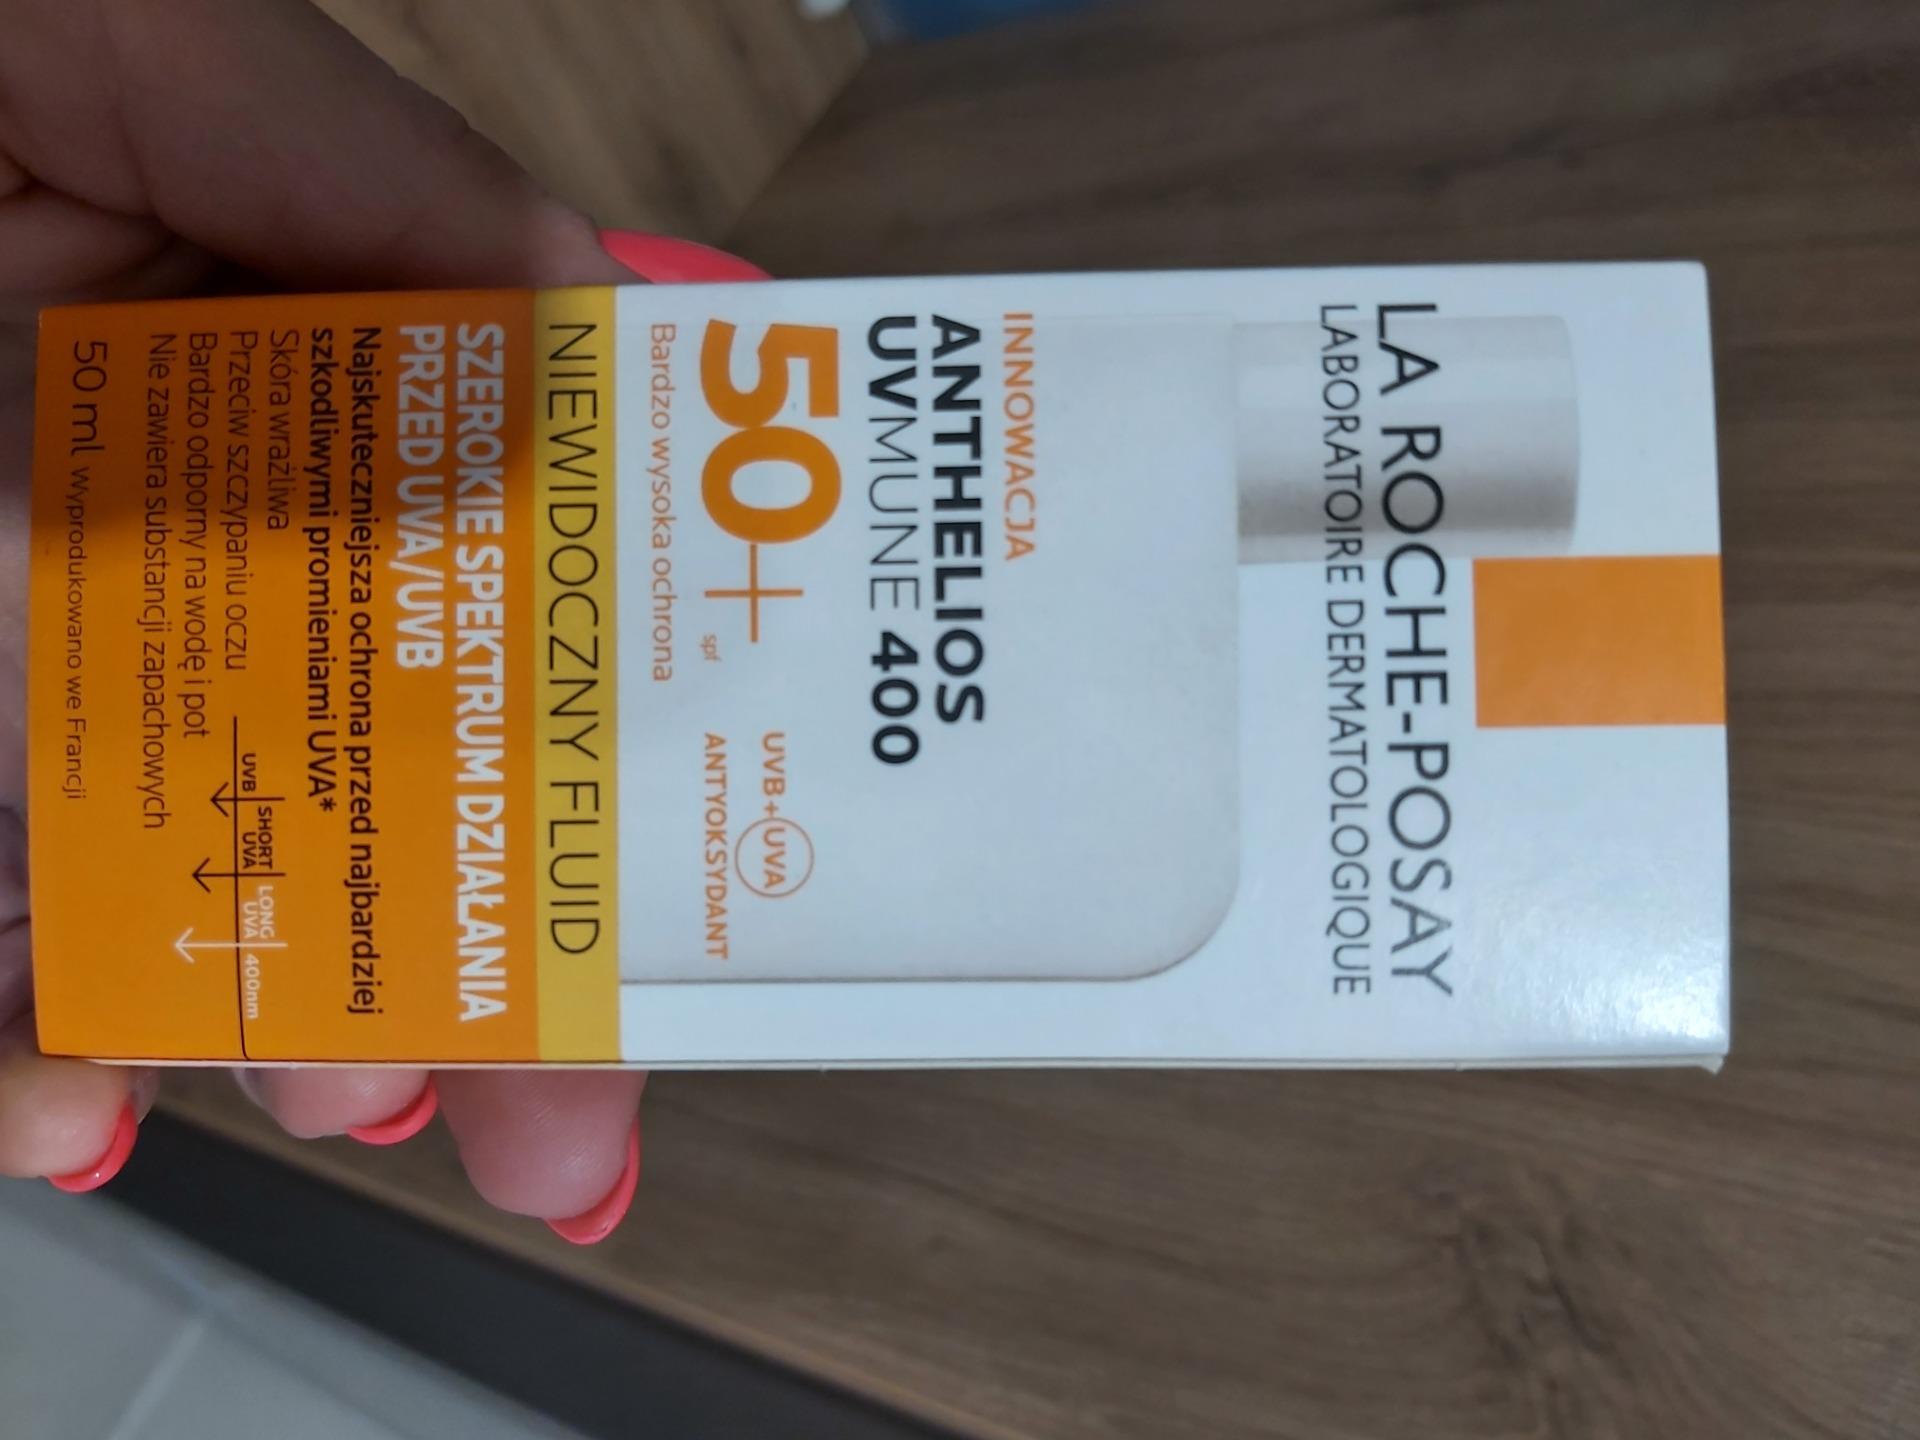 LA ROCHE-POSAY
LABORATOIRE DERMATOLOGIQUE
INNOWACJA
ANTHELIOS
UVMUNE 400
50+
spf
Bardzo wysoka ochrona
UVB+UVA
ANTYOKSYDANT
NIEWIDOCZNY FLUID
SZEROKIE SPEKTRUM DZIAŁANIA
PRZED UVA/UVB
Najskuteczniejsza ochrona przed najbardziej
szkodliwymi promieniami UVA*
Skóra wrażliwa
Przeciw szczypaniu oczu
Bardzo odporny na wodę i pot
Nie zawiera substancji zapachowych
UVB
SHORT
UVA
LONG
UVA
400nm
50 ml Wyprodukowano we Francji